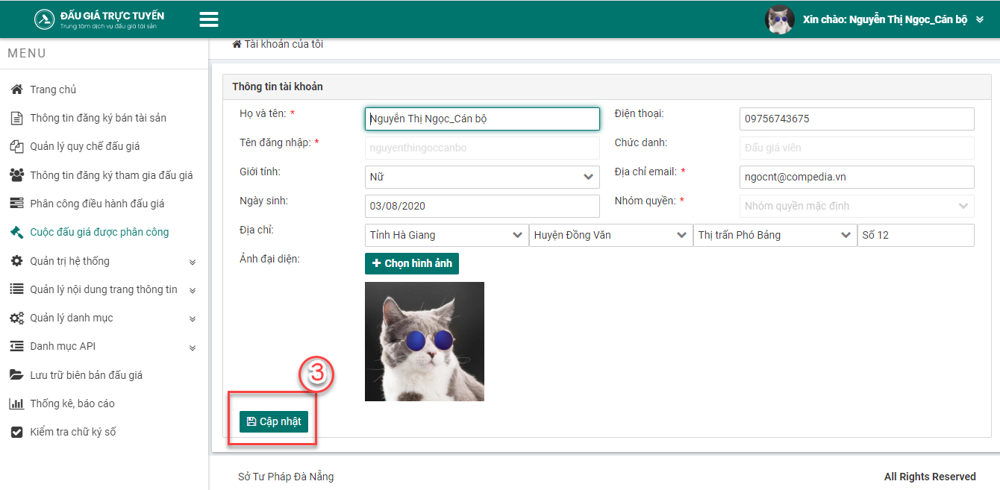 ĐẤU GIÁ TRỰC TUYẾN
Trung tâm dịch vụ đấu giá tài sản
Xin chào: Nguyễn Thị Ngọc_Cán bộ
MENU
Trang chủ
Thông tin đăng ký bán tài sản
Quản lý quy chế đấu giá
Thông tin đăng ký tham gia đấu giá
Phân công điều hành đấu giá
Cuộc đấu giá được phân công
Quản trị hệ thống
Quản lý nội dung trang thông tin
Quản lý danh mục
Danh mục API
Lưu trữ biên bản đấu giá
Thống kê, báo cáo
Kiểm tra chữ ký số
Tài khoản của tôi
Thông tin tài khoản
Họ và tên: * Nguyễn Thị Ngọc_Cán bộ Điện thoại: 09756743675
Tên đăng nhập: * nguyenthingoccanbo Chức danh: Đấu giá viên
Giới tính: Nữ Địa chỉ email: * ngocnt@compedia.vn
Ngày sinh: 03/08/2020 Nhóm quyền: * Nhóm quyền mặc định
Địa chỉ: Tỉnh Hà Giang Huyện Đồng Văn Thị trấn Phó Bảng Số 12
Ảnh đại diện: Chọn hình ảnh
3
Cập nhật
Sở Tư Pháp Đà Nẵng All Rights Reserved